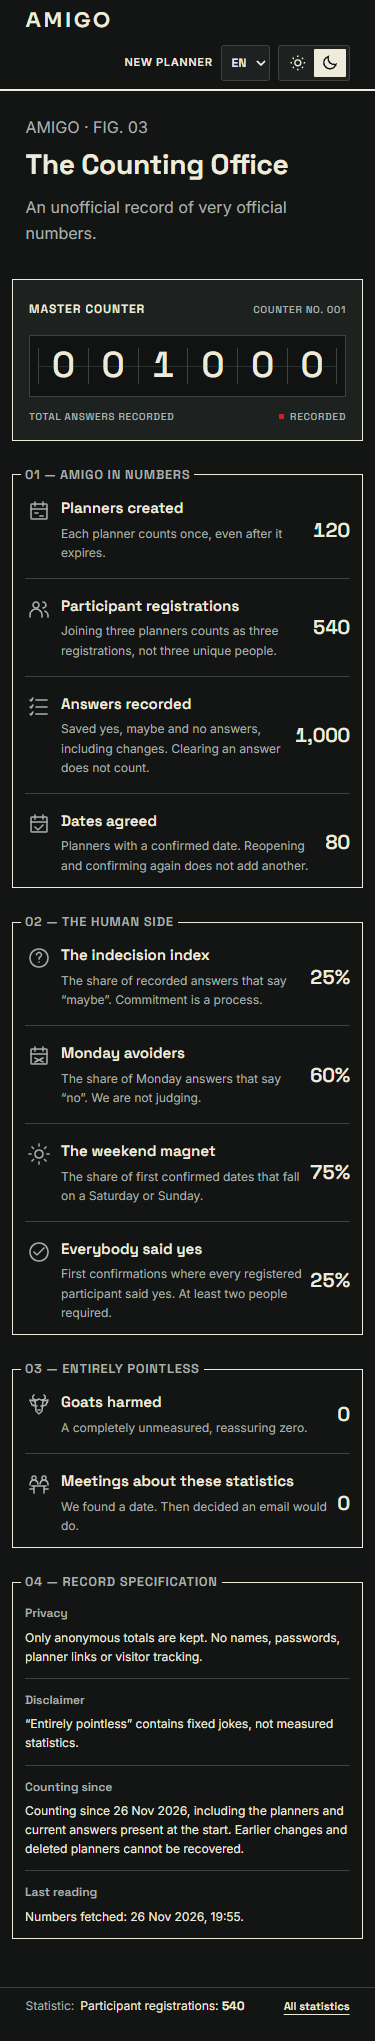 AMIGO
NEW PLANNER EN
AMIGO · FIG. 03
The Counting Office
An unofficial record of very official
numbers.
MASTER COUNTER COUNTER NO. 001
0 0 1 0 0 0
TOTAL ANSWERS RECORDED RECORDED
01 — AMIGO IN NUMBERS
Planners created
Each planner counts once, even after it
expires.
120
Participant registrations
Joining three planners counts as three
registrations, not three unique people.
540
Answers recorded
Saved yes, maybe and no answers,
including changes. Clearing an answer
does not count.
1,000
Dates agreed
Planners with a confirmed date. Reopening
and confirming again does not add another.
80
02 — THE HUMAN SIDE
The indecision index
The share of recorded answers that say
“maybe”. Commitment is a process.
25%
Monday avoiders
The share of Monday answers that say
“no”. We are not judging.
60%
The weekend magnet
The share of first confirmed dates that fall
on a Saturday or Sunday.
75%
Everybody said yes
First confirmations where every registered
participant said yes. At least two people
required.
25%
03 — ENTIRELY POINTLESS
Goats harmed
A completely unmeasured, reassuring zero.
0
Meetings about these statistics
We found a date. Then decided an email would
do.
0
04 — RECORD SPECIFICATION
Privacy
Only anonymous totals are kept. No names, passwords,
planner links or visitor tracking.
Disclaimer
“Entirely pointless” contains fixed jokes, not measured
statistics.
Counting since
Counting since 26 Nov 2026, including the planners and
current answers present at the start. Earlier changes and
deleted planners cannot be recovered.
Last reading
Numbers fetched: 26 Nov 2026, 19:55.
Statistic: Participant registrations: 540 All statistics